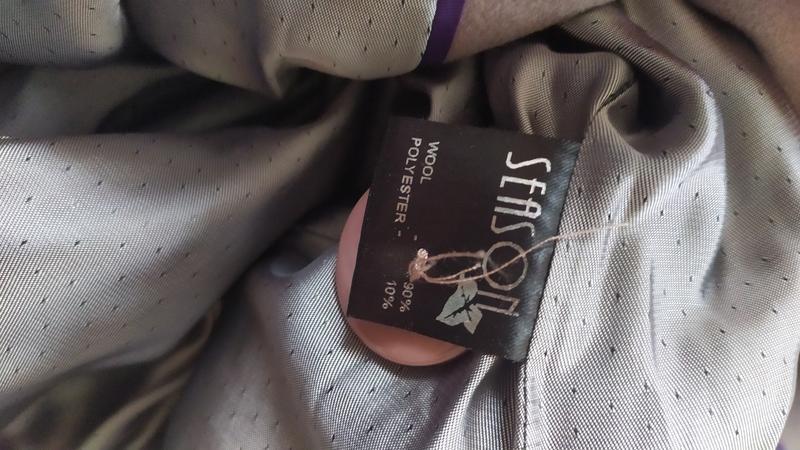 SEASON
WOOL - 90%
POLYESTER - 10%